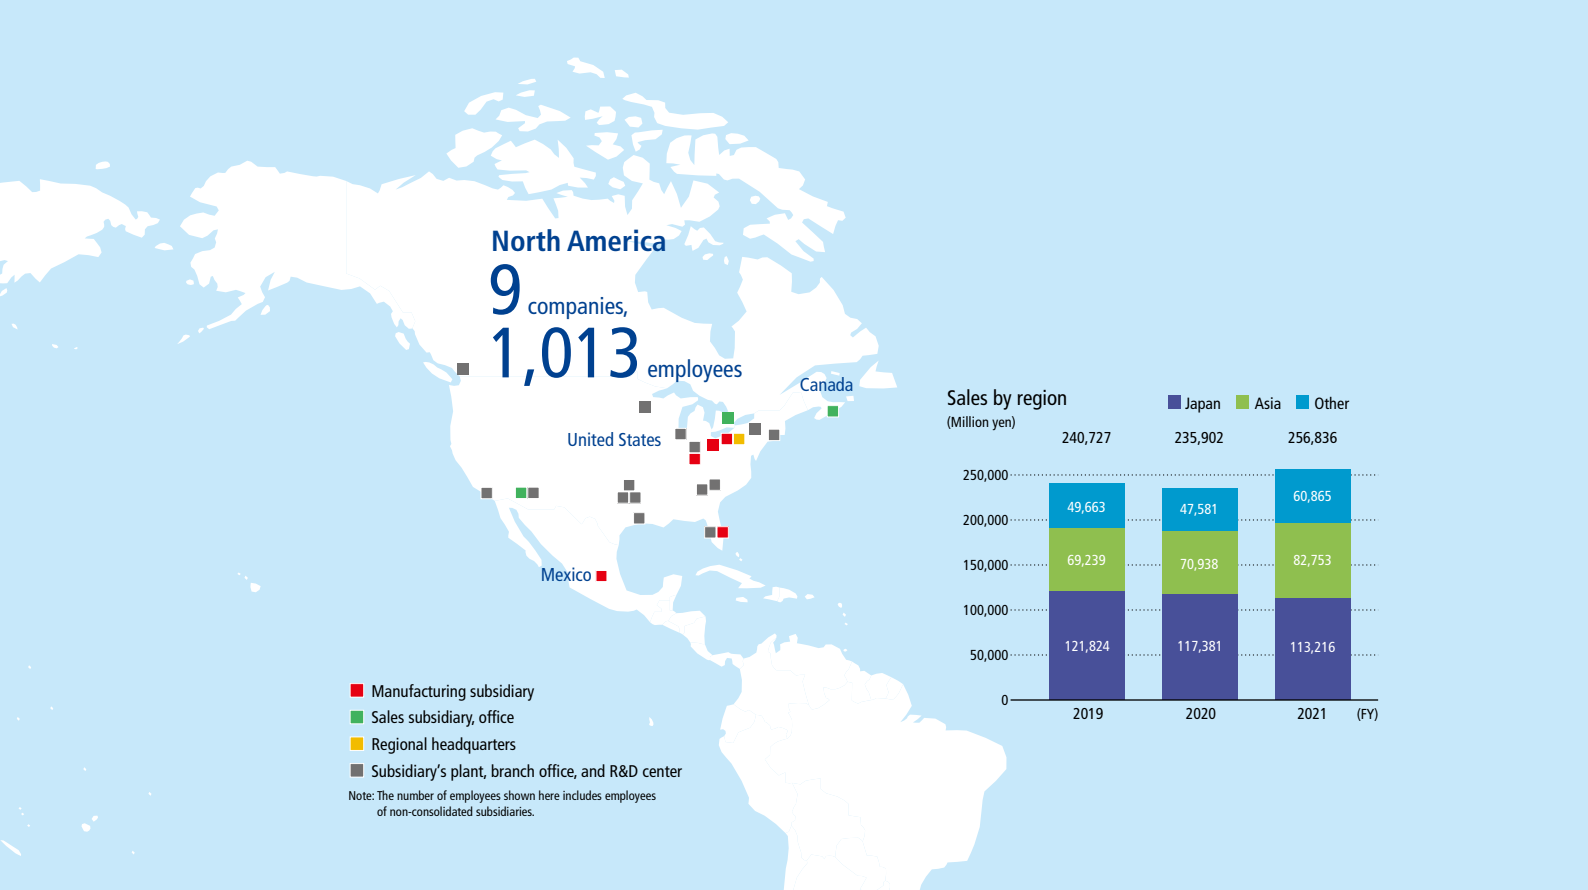 North America
9 companies,
1,013 employees
Canada
United States
Mexico
Manufacturing subsidiary
Sales subsidiary, office
Regional headquarters
Subsidiary's plant, branch office, and R&D center
Note: The number of employees shown here includes employees
of non-consolidated subsidiaries.
Sales by region
(Million yen)
Japan Asia Other
240,727 235,902 256,836
250,000
200,000
150,000
100,000
50,000
0
49,663 47,581 60,865
69,239 70,938 82,753
121,824 117,381 113,216
2019 2020 2021 (FY)